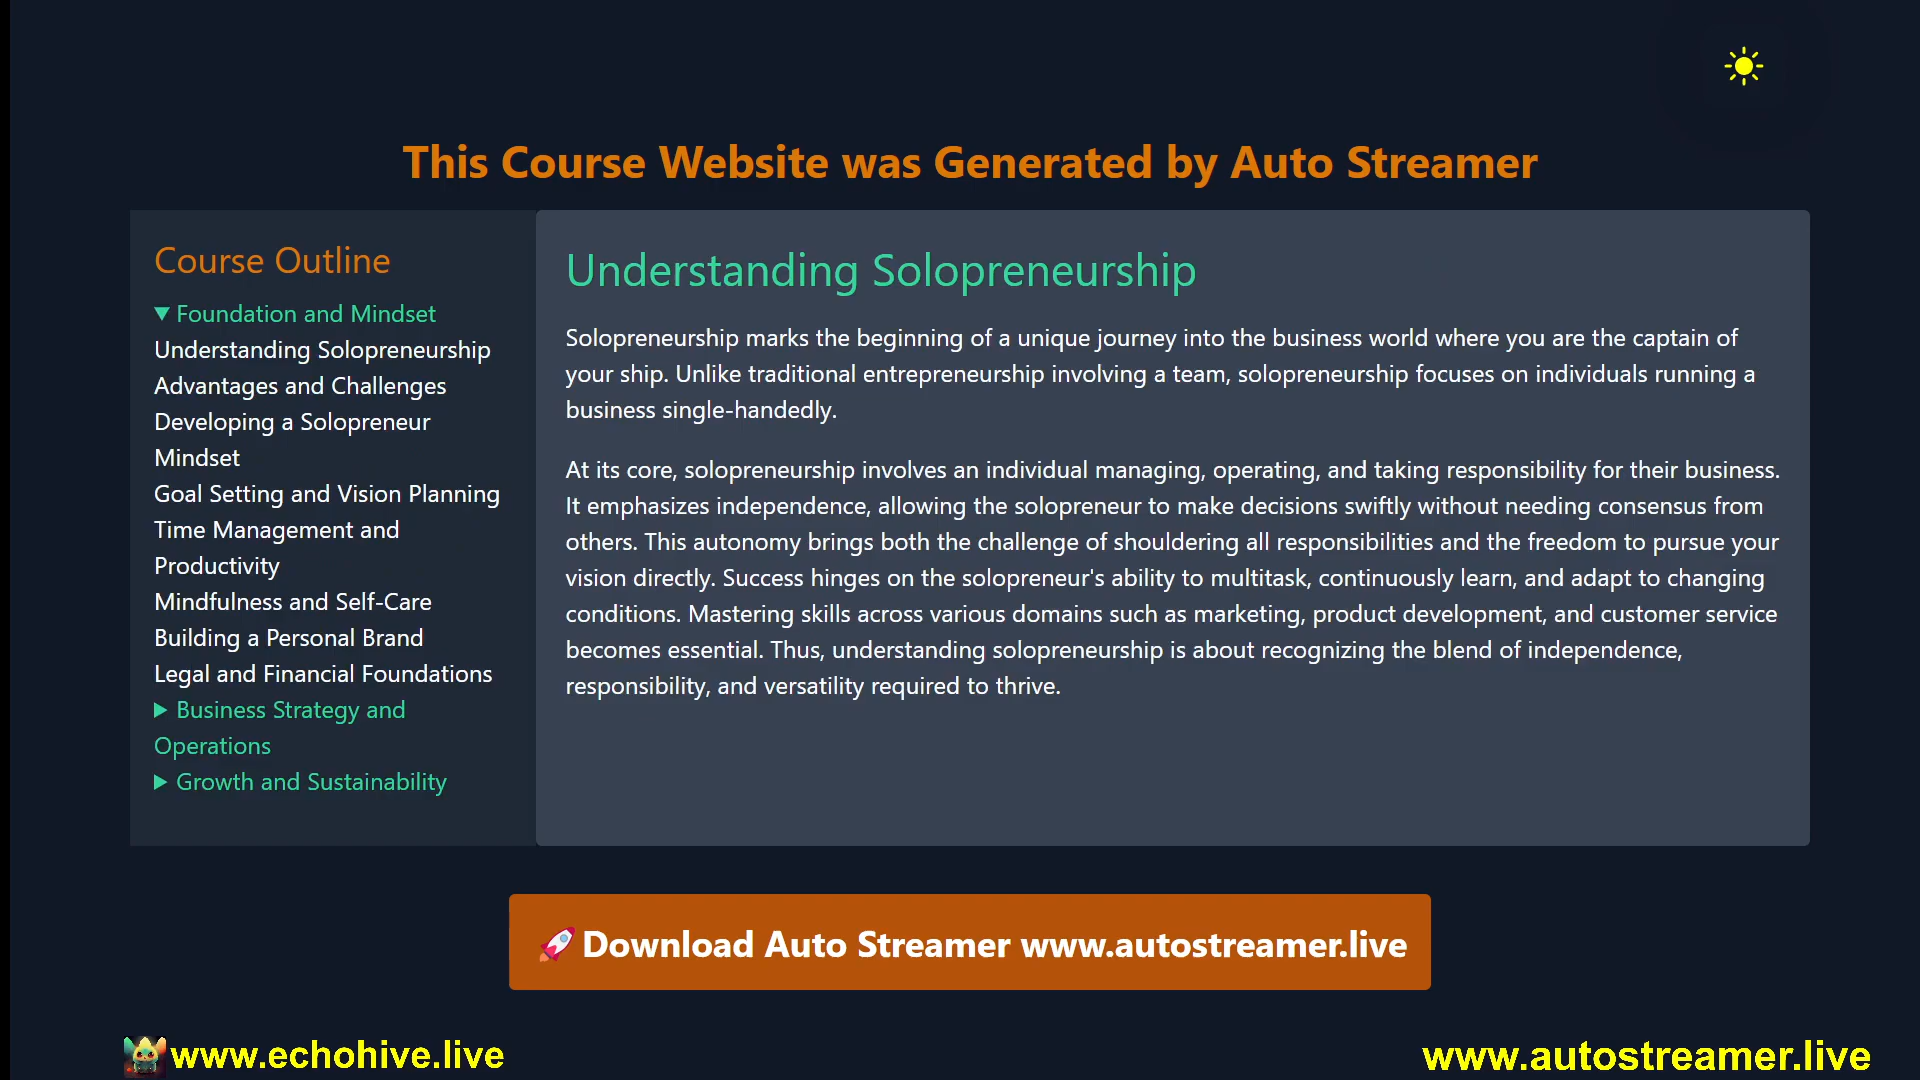 This Course Website was Generated by Auto Streamer
Course Outline
Foundation and Mindset
Understanding Solopreneurship
Advantages and Challenges
Developing a Solopreneur
Mindset
Goal Setting and Vision Planning
Time Management and
Productivity
Mindfulness and Self-Care
Building a Personal Brand
Legal and Financial Foundations
Business Strategy and
Operations
Growth and Sustainability
Understanding Solopreneurship
Solopreneurship marks the beginning of a unique journey into the business world where you are the captain of
your ship. Unlike traditional entrepreneurship involving a team, solopreneurship focuses on individuals running a
business single-handedly.
At its core, solopreneurship involves an individual managing, operating, and taking responsibility for their business.
It emphasizes independence, allowing the solopreneur to make decisions swiftly without needing consensus from
others. This autonomy brings both the challenge of shouldering all responsibilities and the freedom to pursue your
vision directly. Success hinges on the solopreneur's ability to multitask, continuously learn, and adapt to changing
conditions. Mastering skills across various domains such as marketing, product development, and customer service
becomes essential. Thus, understanding solopreneurship is about recognizing the blend of independence,
responsibility, and versatility required to thrive.
🚀Download Auto Streamer www.autostreamer.live
www.echohive.live
www.autostreamer.live